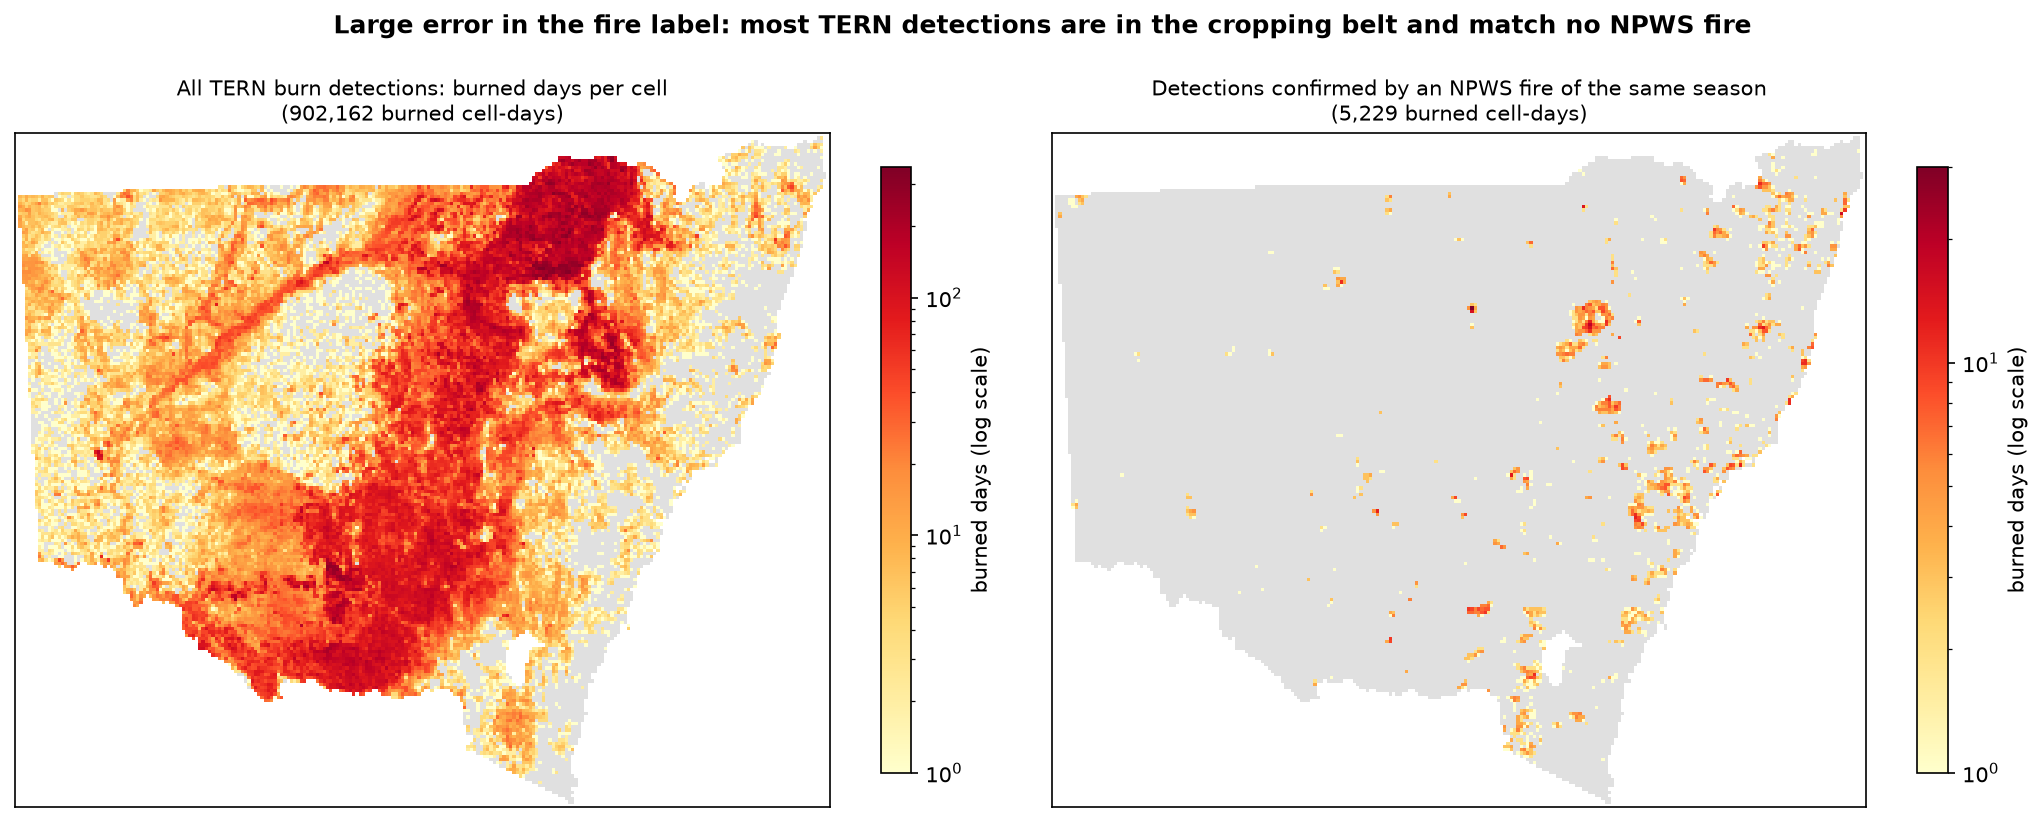 Large error in the fire label: most TERN detections are in the cropping belt and match no NPWS fire
All TERN burn detections: burned days per cell
(902,162 burned cell-days)
10²
10¹
10⁰
burned days (log scale)
Detections confirmed by an NPWS fire of the same season
(5,229 burned cell-days)
10¹
10⁰
burned days (log scale)